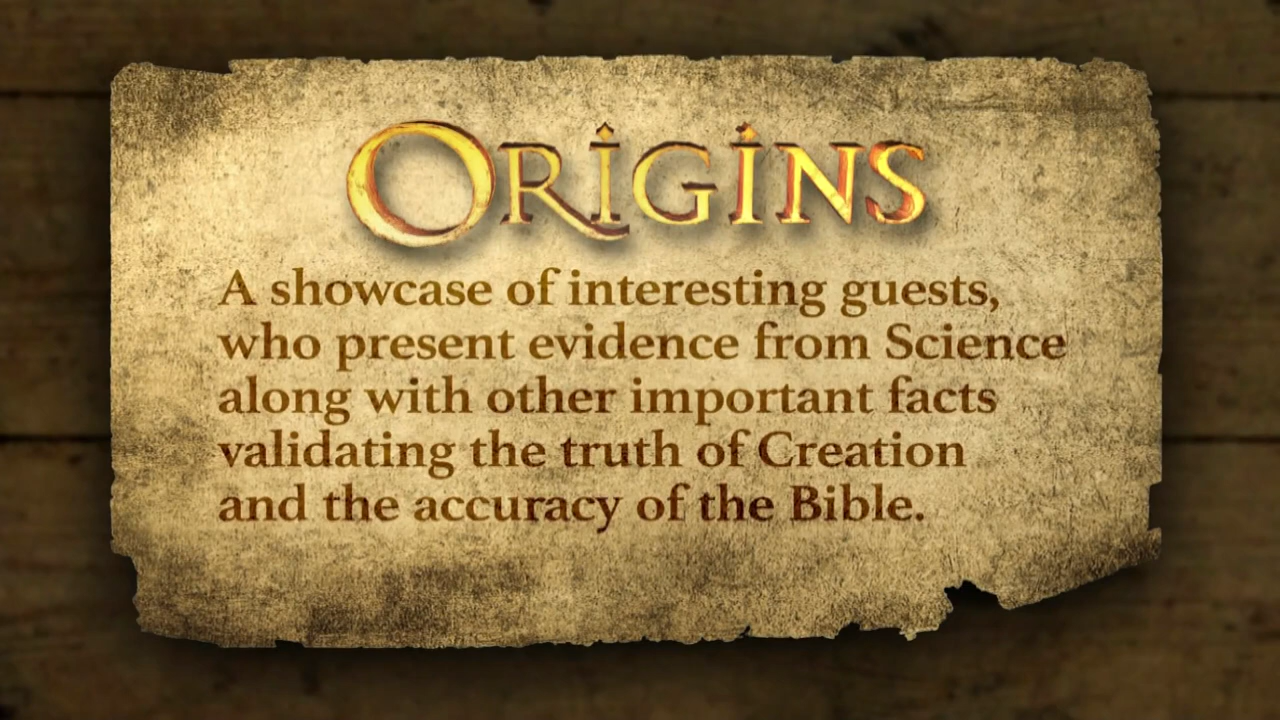 Origins
A showcase of interesting guests,
who present evidence from Science
along with other important facts
validating the truth of Creation
and the accuracy of the Bible.